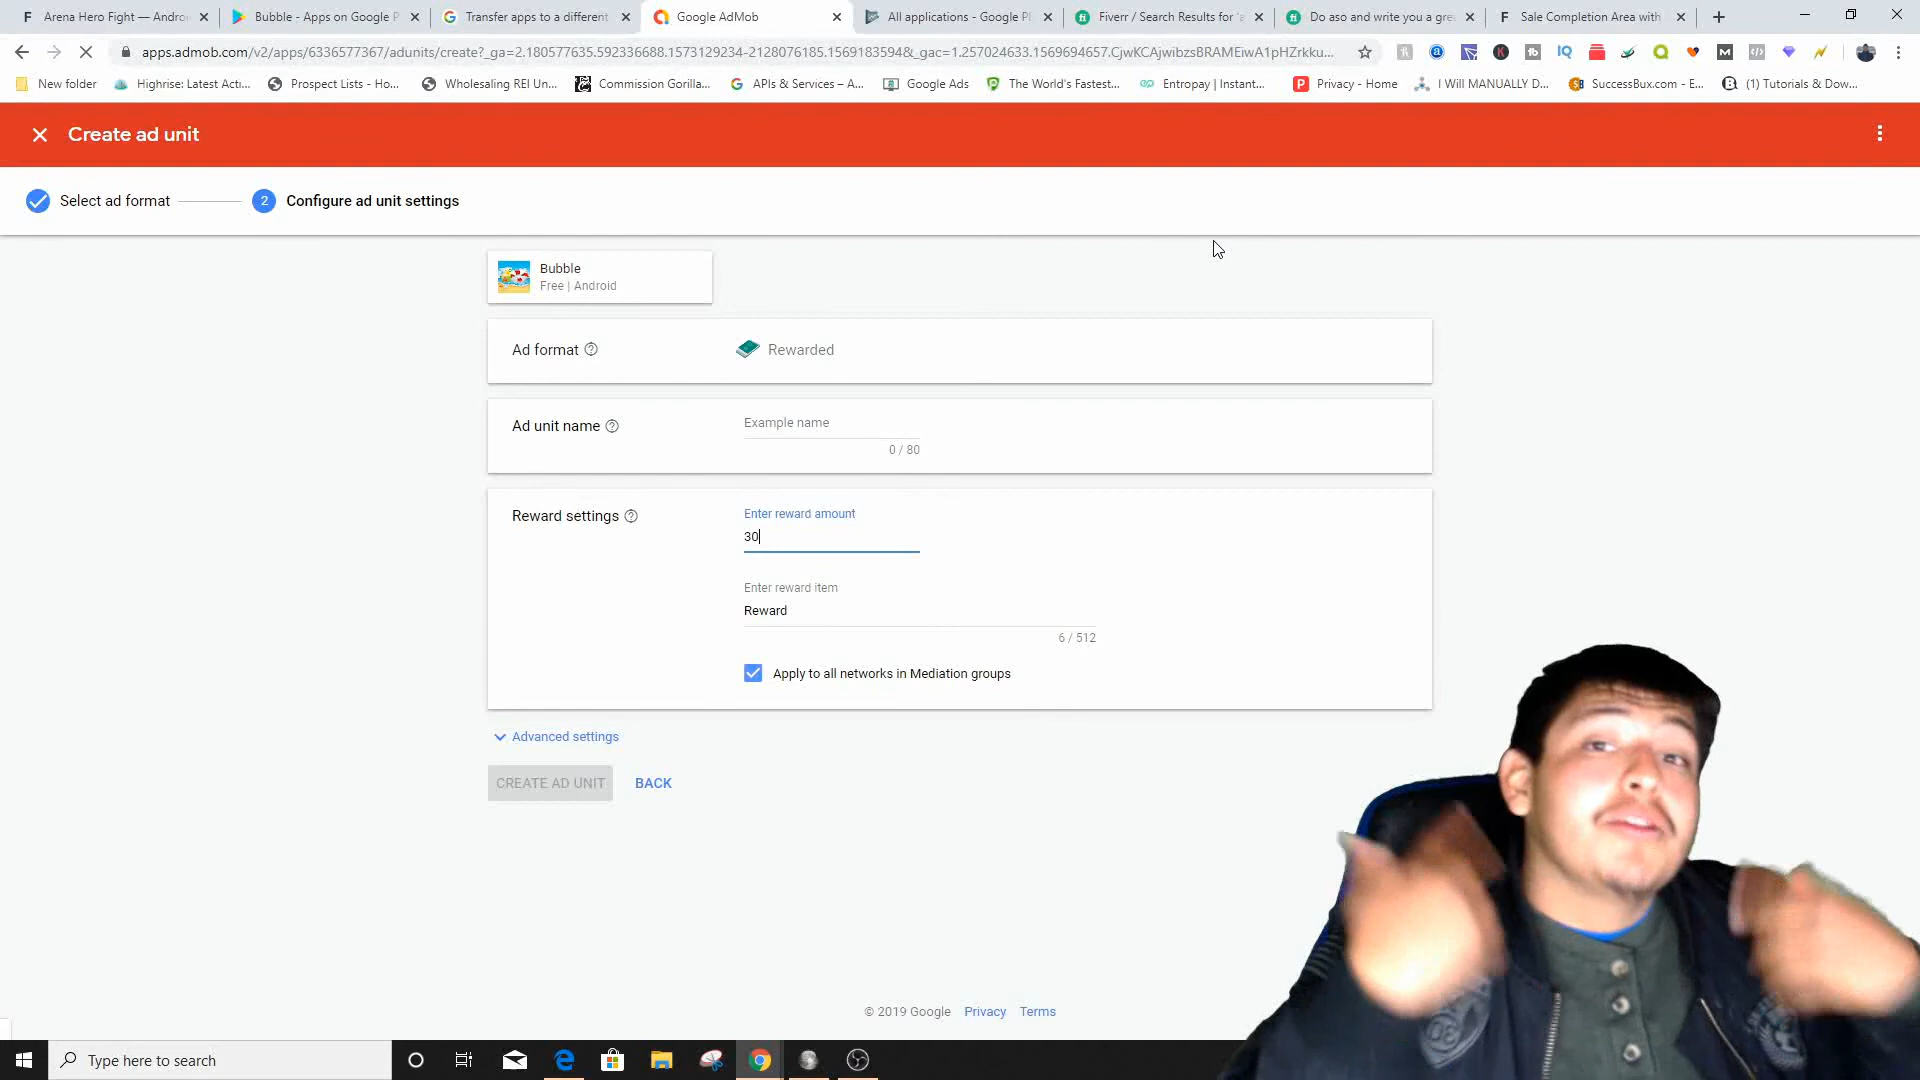 Arena Hero Fight — Andro
Bubble - Apps on Google P
Transfer apps to a different
Google AdMob
All applications - Google Pl
Fiverr / Search Results for 'a
Do aso and write you a gre
Sale Completion Area with
apps.admob.com/v2/apps/6336577367/adunits/create?_ga=2.180577635.592336688.1573129234-2128076185.1569183594&_gac=1.257024633.1569694657.CjwKCAjwibzsBRAMEiwA1pHZrkku...
New folder
Highrise: Latest Acti...
Prospect Lists - Ho...
Wholesaling REI Un...
Commission Gorilla...
APIs & Services – A...
Google Ads
The World's Fastest...
Entropay | Instant...
Privacy - Home
I Will MANUALLY D...
SuccessBux.com - E...
(1) Tutorials & Dow...
Create ad unit
Select ad format
2 Configure ad unit settings
Bubble
Free | Android
Ad format
Rewarded
Ad unit name
Example name
0 / 80
Reward settings
Enter reward amount
30
Enter reward item
Reward
6 / 512
Apply to all networks in Mediation groups
Advanced settings
CREATE AD UNIT
BACK
© 2019 Google Privacy Terms
Type here to search